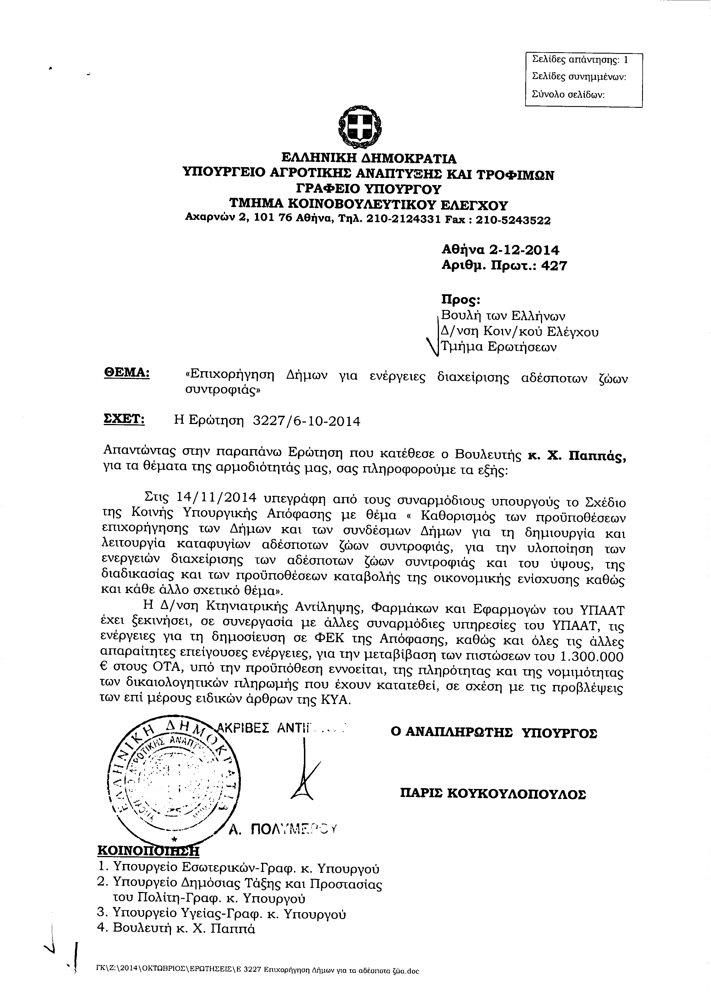 Σελίδες απάντησης: 1
Σελίδες συνημμένων:
Σύνολο σελίδων:
ΕΛΛΗΝΙΚΗ ΔΗΜΟΚΡΑΤΙΑ
ΥΠΟΥΡΓΕΙΟ ΑΓΡΟΤΙΚΗΣ ΑΝΑΠΤΥΞΗΣ ΚΑΙ ΤΡΟΦΙΜΩΝ
ΓΡΑΦΕΙΟ ΥΠΟΥΡΓΟΥ
ΤΜΗΜΑ ΚΟΙΝΟΒΟΥΛΕΥΤΙΚΟΥ ΕΛΕΓΧΟΥ
Αχαρνών 2, 101 76 Αθήνα, Τηλ. 210-2124331 Fax : 210-5243522
Αθήνα 2-12-2014
Αριθμ. Πρωτ.: 427
Προς:
Βουλή των Ελλήνων
Δ/νση Κοιν/κού Ελέγχου
Τμήμα Ερωτήσεων
ΘΕΜΑ: «Επιχορήγηση Δήμων για ενέργειες διαχείρισης αδέσποτων ζώων
συντροφιάς»
ΣΧΕΤ: Η Ερώτηση 3227/6-10-2014
Απαντώντας στην παραπάνω Ερώτηση που κατέθεσε ο Βουλευτής κ. Χ. Παππάς,
για τα θέματα της αρμοδιότητάς μας, σας πληροφορούμε τα εξής:
Στις 14/11/2014 υπεγράφη από τους συναρμόδιους υπουργούς το Σχέδιο
της Κοινής Υπουργικής Απόφασης με θέμα « Καθορισμός των προϋποθέσεων
επιχορήγησης των Δήμων και των συνδέσμων Δήμων για τη δημιουργία και
λειτουργία καταφυγίων αδέσποτων ζώων συντροφιάς, για την υλοποίηση των
ενεργειών διαχείρισης των αδέσποτων ζώων συντροφιάς και του ύψους, της
διαδικασίας και των προϋποθέσεων καταβολής της οικονομικής ενίσχυσης καθώς
και κάθε άλλο σχετικό θέμα».
Η Δ/νση Κτηνιατρικής Αντίληψης, Φαρμάκων και Εφαρμογών του ΥΠΑΑΤ
έχει ξεκινήσει, σε συνεργασία με άλλες συναρμόδιες υπηρεσίες του ΥΠΑΑΤ, τις
ενέργειες για τη δημοσίευση σε ΦΕΚ της Απόφασης, καθώς και όλες τις άλλες
απαραίτητες επείγουσες ενέργειες, για την μεταβίβαση των πιστώσεων του 1.300.000
€ στους ΟΤΑ, υπό την προϋπόθεση εννοείται, της πληρότητας και της νομιμότητας
των δικαιολογητικών πληρωμής που έχουν κατατεθεί, σε σχέση με τις προβλέψεις
των επί μέρους ειδικών άρθρων της ΚΥΑ.
ΕΛΛΗΝΙΚΗ ΔΗΜΟΚΡΑΤΙΑ
ΑΓΡΟΤΙΚΗΣ
ΑΚΡΙΒΕΣ
Ο ΑΝΑΠΛΗΡΩΤΗΣ ΥΠΟΥΡΓΟΣ
ΠΑΡΙΣ ΚΟΥΚΟΥΛΟΠΟΥΛΟΣ
Α. ΠΟΛΥΜΕΡΟΥ
ΚΟΙΝΟΠΟΙΗΣΗ
1. Υπουργείο Εσωτερικών-Γραφ. κ. Υπουργού
2. Υπουργείο Δημόσιας Τάξης και Προστασίας
του Πολίτη-Γραφ. κ. Υπουργού
3. Υπουργείο Υγείας-Γραφ. κ. Υπουργού
4. Βουλευτή κ. Χ. Παππά
ΓΚ\Ζ:\2014\ΟΚΤΩΒΡΙΟΣ\ΕΡΩΤΗΣΕΙΣ\Ε 3227 Επιχορήγηση Δήμων για τα αδέσποτα ζώα.doc